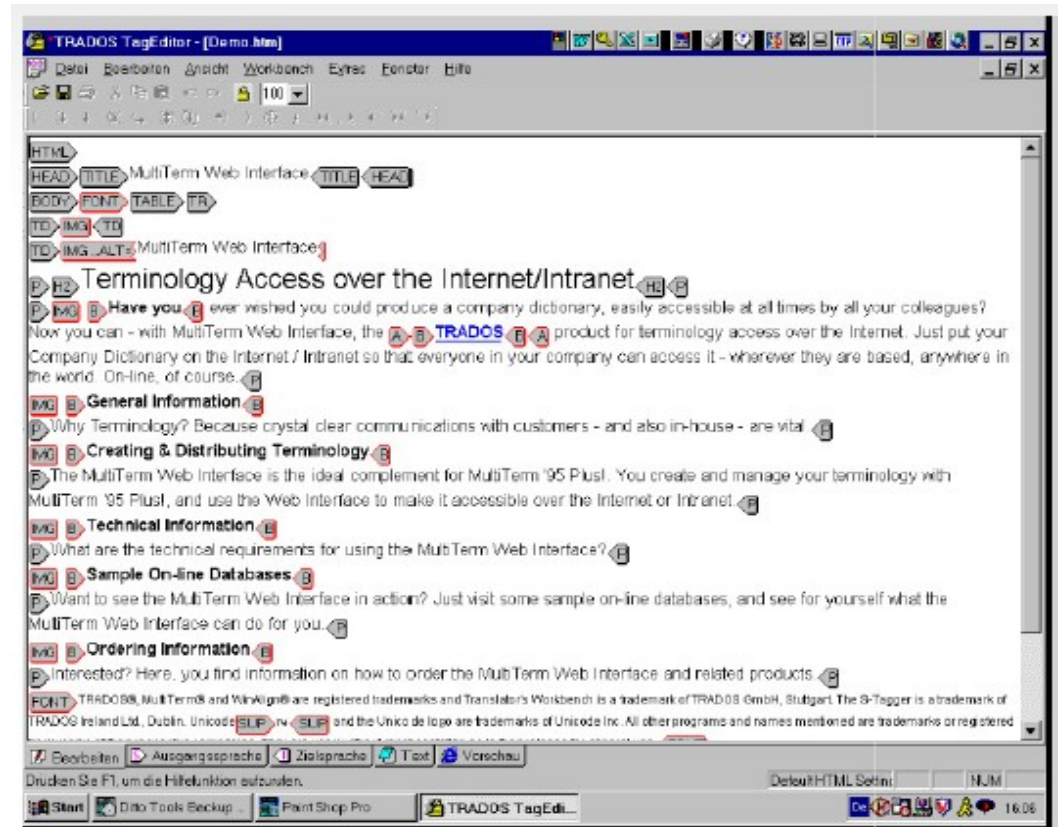 TRADOS TagEditor - [Demo.htm]
Datei Bearbeiten Ansicht Workbench Extras Fenster Hilfe
100
HTML
HEAD TITLE MultiTerm Web Interface TITLE HEAD
BODY FONT TABLE TR
TD IMG TD
TD IMG...ALT= MultiTerm Web Interface
P H2 Terminology Access over the Internet/Intranet H2 P
P IMG B Have you B ever wished you could produce a company dictionary, easily accessible at all times by all your colleagues?
Now you can - with MultiTerm Web Interface, the A B TRADOS B A product for terminology access over the Internet. Just put your
Company Dictionary on the Internet / Intranet so that everyone in your company can access it - wherever they are based, anywhere in
the world. On-line, of course. P
IMG B General Information B
P Why Terminology? Because crystal clear communications with customers - and also in-house - are vital. P
IMG B Creating & Distributing Terminology B
P The MultiTerm Web Interface is the ideal complement for MultiTerm '95 Plus!. You create and manage your terminology with
MultiTerm '95 Plus!, and use the Web Interface to make it accessible over the Internet or Intranet. P
IMG B Technical Information B
P What are the technical requirements for using the MultiTerm Web Interface? P
IMG B Sample On-line Databases B
P Want to see the MultiTerm Web Interface in action? Just visit some sample on-line databases, and see for yourself what the
MultiTerm Web Interface can do for you. P
IMG B Ordering Information B
P Interested? Here, you find information on how to order the MultiTerm Web Interface and related products. P
FONT TRADOS®, MultiTerm® and WinAlign® are registered trademarks and Translator's Workbench is a trademark of TRADOS GmbH, Stuttgart. The S-Tagger is a trademark of
TRADOS Ireland Ltd., Dublin. Unicode SUP SUP and the Unicode logo are trademarks of Unicode Inc. All other programs and names mentioned are trademarks or registered
Bearbeiten Ausgangssprache Zielsprache Text Vorschau
Drucken Sie F1, um die Hilfefunktion aufzurufen. Default HTML Setting NUM
Start Ditto Tools Backup ... Paint Shop Pro TRADOS TagEdi... De 16:06